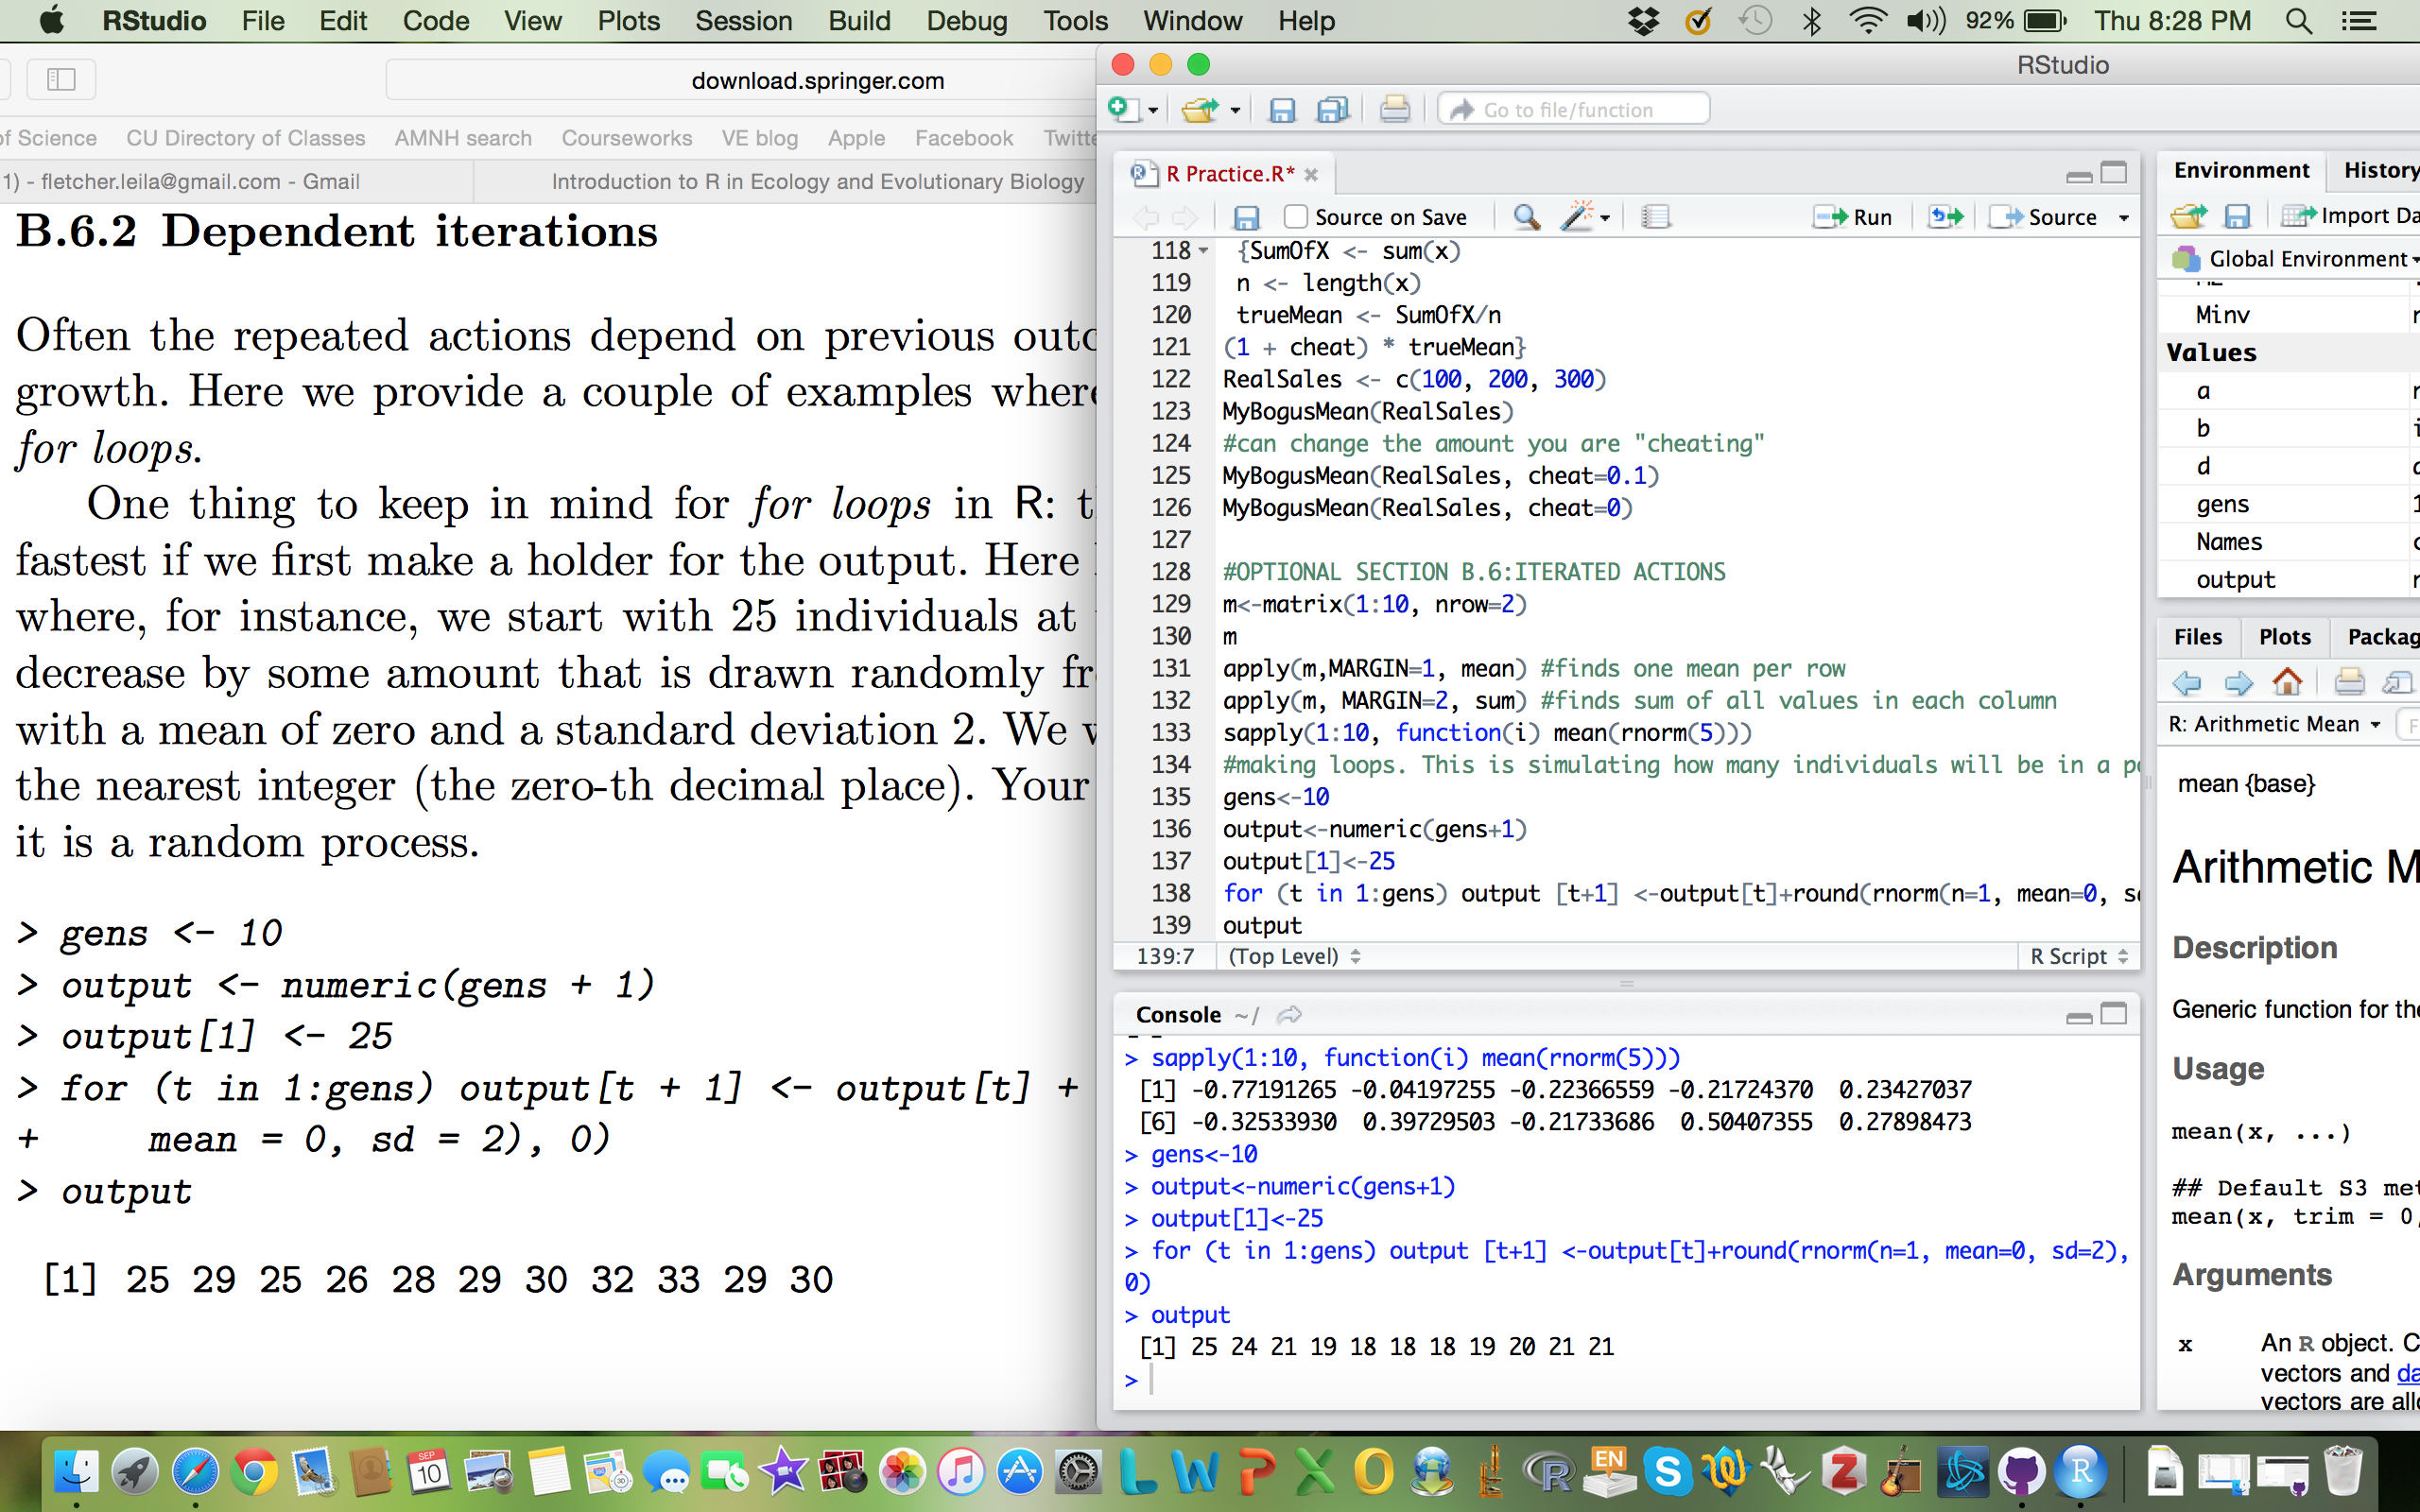 RStudio File Edit Code View Plots Session Build Debug Tools Window Help 92% Thu 8:28 PM
download.springer.com
of Science CU Directory of Classes AMNH search Courseworks VE blog Apple Facebook
1) - fletcher.leila@gmail.com - Gmail Introduction to R in Ecology and Evolutionary Biology
B.6.2 Dependent iterations
Often the repeated actions depend on previous
growth. Here we provide a couple of examples
for loops.
One thing to keep in mind for for loops in R:
fastest if we first make a holder for the output. Here
where, for instance, we start with 25 individuals at
decrease by some amount that is drawn randomly
with a mean of zero and a standard deviation 2. We
the nearest integer (the zero-th decimal place). Your
it is a random process.
> gens <- 10
> output <- numeric(gens + 1)
> output[1] <- 25
> for (t in 1:gens) output[t + 1] <- output[t] +
+ mean = 0, sd = 2), 0)
> output
[1] 25 29 25 26 28 29 30 32 33 29 30
RStudio
Go to file/function
R Practice.R*
Source on Save Run Source
118 {SumOfX <- sum(x)
119 n <- length(x)
120 trueMean <- SumOfX/n
121 (1 + cheat) * trueMean}
122 RealSales <- c(100, 200, 300)
123 MyBogusMean(RealSales)
124 #can change the amount you are "cheating"
125 MyBogusMean(RealSales, cheat=0.1)
126 MyBogusMean(RealSales, cheat=0)
127
128 #OPTIONAL SECTION B.6:ITERATED ACTIONS
129 m<-matrix(1:10, nrow=2)
130 m
131 apply(m,MARGIN=1, mean) #finds one mean per row
132 apply(m, MARGIN=2, sum) #finds sum of all values in each column
133 sapply(1:10, function(i) mean(rnorm(5)))
134 #making loops. This is simulating how many individuals will be in a
135 gens<-10
136 output<-numeric(gens+1)
137 output[1]<-25
138 for (t in 1:gens) output [t+1] <-output[t]+round(rnorm(n=1, mean=0,
139 output
139:7 (Top Level) R Script
Console ~/
> sapply(1:10, function(i) mean(rnorm(5)))
[1] -0.77191265 -0.04197255 -0.22366559 -0.21724370 0.23427037
[6] -0.32533930 0.39729503 -0.21733686 0.50407355 0.27898473
> gens<-10
> output<-numeric(gens+1)
> output[1]<-25
> for (t in 1:gens) output [t+1] <-output[t]+round(rnorm(n=1, mean=0, sd=2),
0)
> output
[1] 25 24 21 19 18 18 18 19 20 21 21
>
Environment History
Import
Global Environment
Minv
Values
a
b
d
gens
Names
output
Files Plots
R: Arithmetic Mean
mean {base}
Arithmetic
Description
Generic function for
Usage
mean(x, ...)
## Default S3
mean(x, trim = 0,
Arguments
x An R object.
vectors and
vectors are
SEP
10
EN